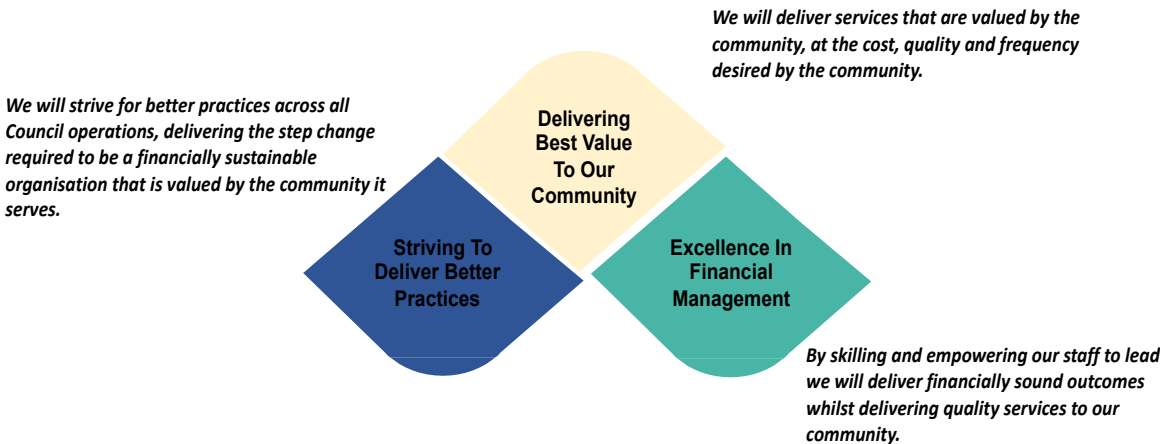 We will deliver services that are valued by the
community, at the cost, quality and frequency
desired by the community.
We will strive for better practices across all
Council operations, delivering the step change
required to be a financially sustainable
organisation that is valued by the community it
serves.
Delivering
Best Value
To Our
Community
Striving To
Deliver Better
Practices
Excellence In
Financial
Management
By skilling and empowering our staff to lead
we will deliver financially sound outcomes
whilst delivering quality services to our
community.